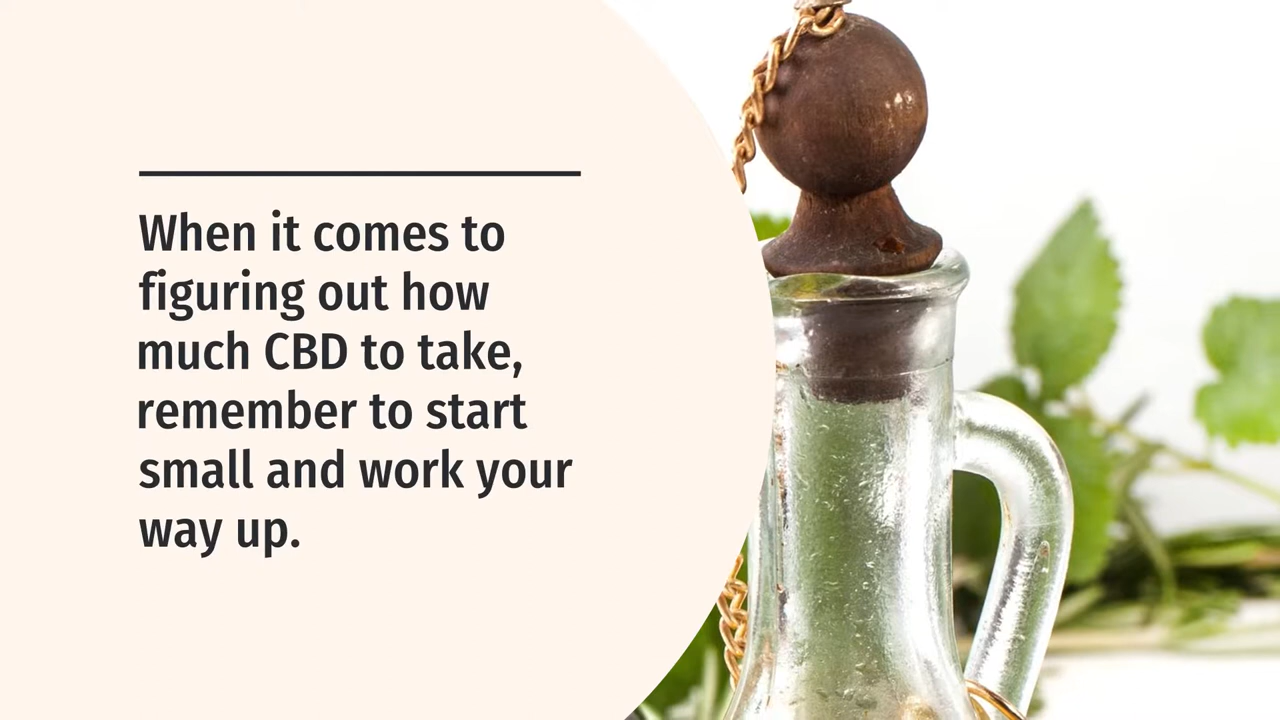 When it comes to
figuring out how
much CBD to take,
remember to start
small and work your
way up.